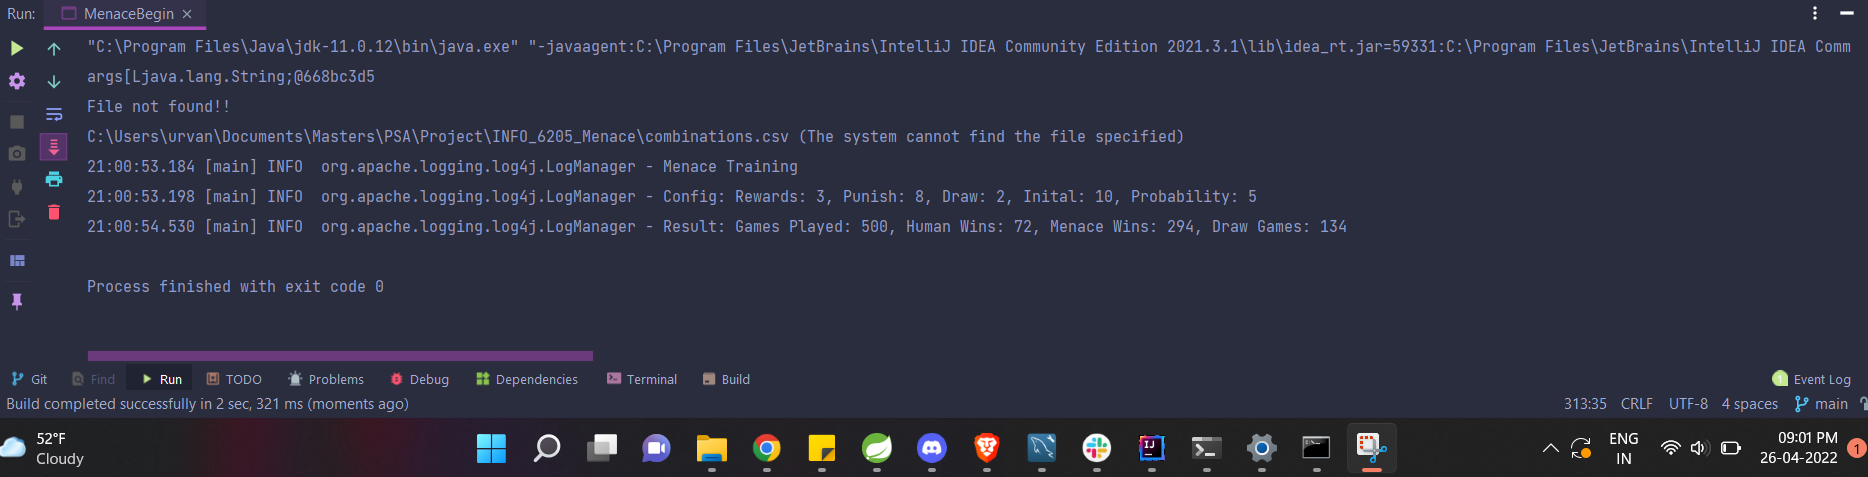 Run: MenaceBegin
"C:\Program Files\Java\jdk-11.0.12\bin\java.exe" "-javaagent:C:\Program Files\JetBrains\IntelliJ IDEA Community Edition 2021.3.1\lib\idea_rt.jar=59331:C:\Program Files\JetBrains\IntelliJ IDEA Comm
args[Ljava.lang.String;@668bc3d5
File not found!!
C:\Users\urvan\Documents\Masters\PSA\Project\INFO_6205_Menace\combinations.csv (The system cannot find the file specified)
21:00:53.184 [main] INFO  org.apache.logging.log4j.LogManager - Menace Training
21:00:53.198 [main] INFO  org.apache.logging.log4j.LogManager - Config: Rewards: 3, Punish: 8, Draw: 2, Inital: 10, Probability: 5
21:00:54.530 [main] INFO  org.apache.logging.log4j.LogManager - Result: Games Played: 500, Human Wins: 72, Menace Wins: 294, Draw Games: 134
Process finished with exit code 0
Git Find Run TODO Problems Debug Dependencies Terminal Build 1 Event Log
Build completed successfully in 2 sec, 321 ms (moments ago) 313:35 CRLF UTF-8 4 spaces main
52°F ENG 09:01 PM
Cloudy IN 26-04-2022 1
IJ